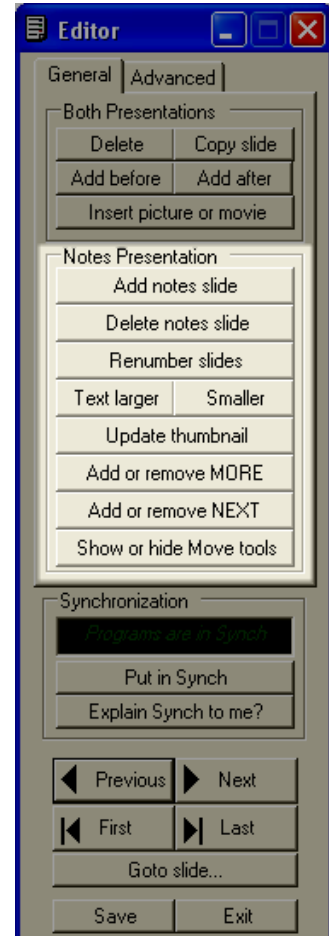 Editor
General Advanced
Both Presentations
Delete Copy slide
Add before Add after
Insert picture or movie
Notes Presentation
Add notes slide
Delete notes slide
Renumber slides
Text larger Smaller
Update thumbnail
Add or remove MORE
Add or remove NEXT
Show or hide Move tools
Synchronization
Programs are in Synch
Put in Synch
Explain Synch to me?
Previous Next
First Last
Goto slide...
Save Exit